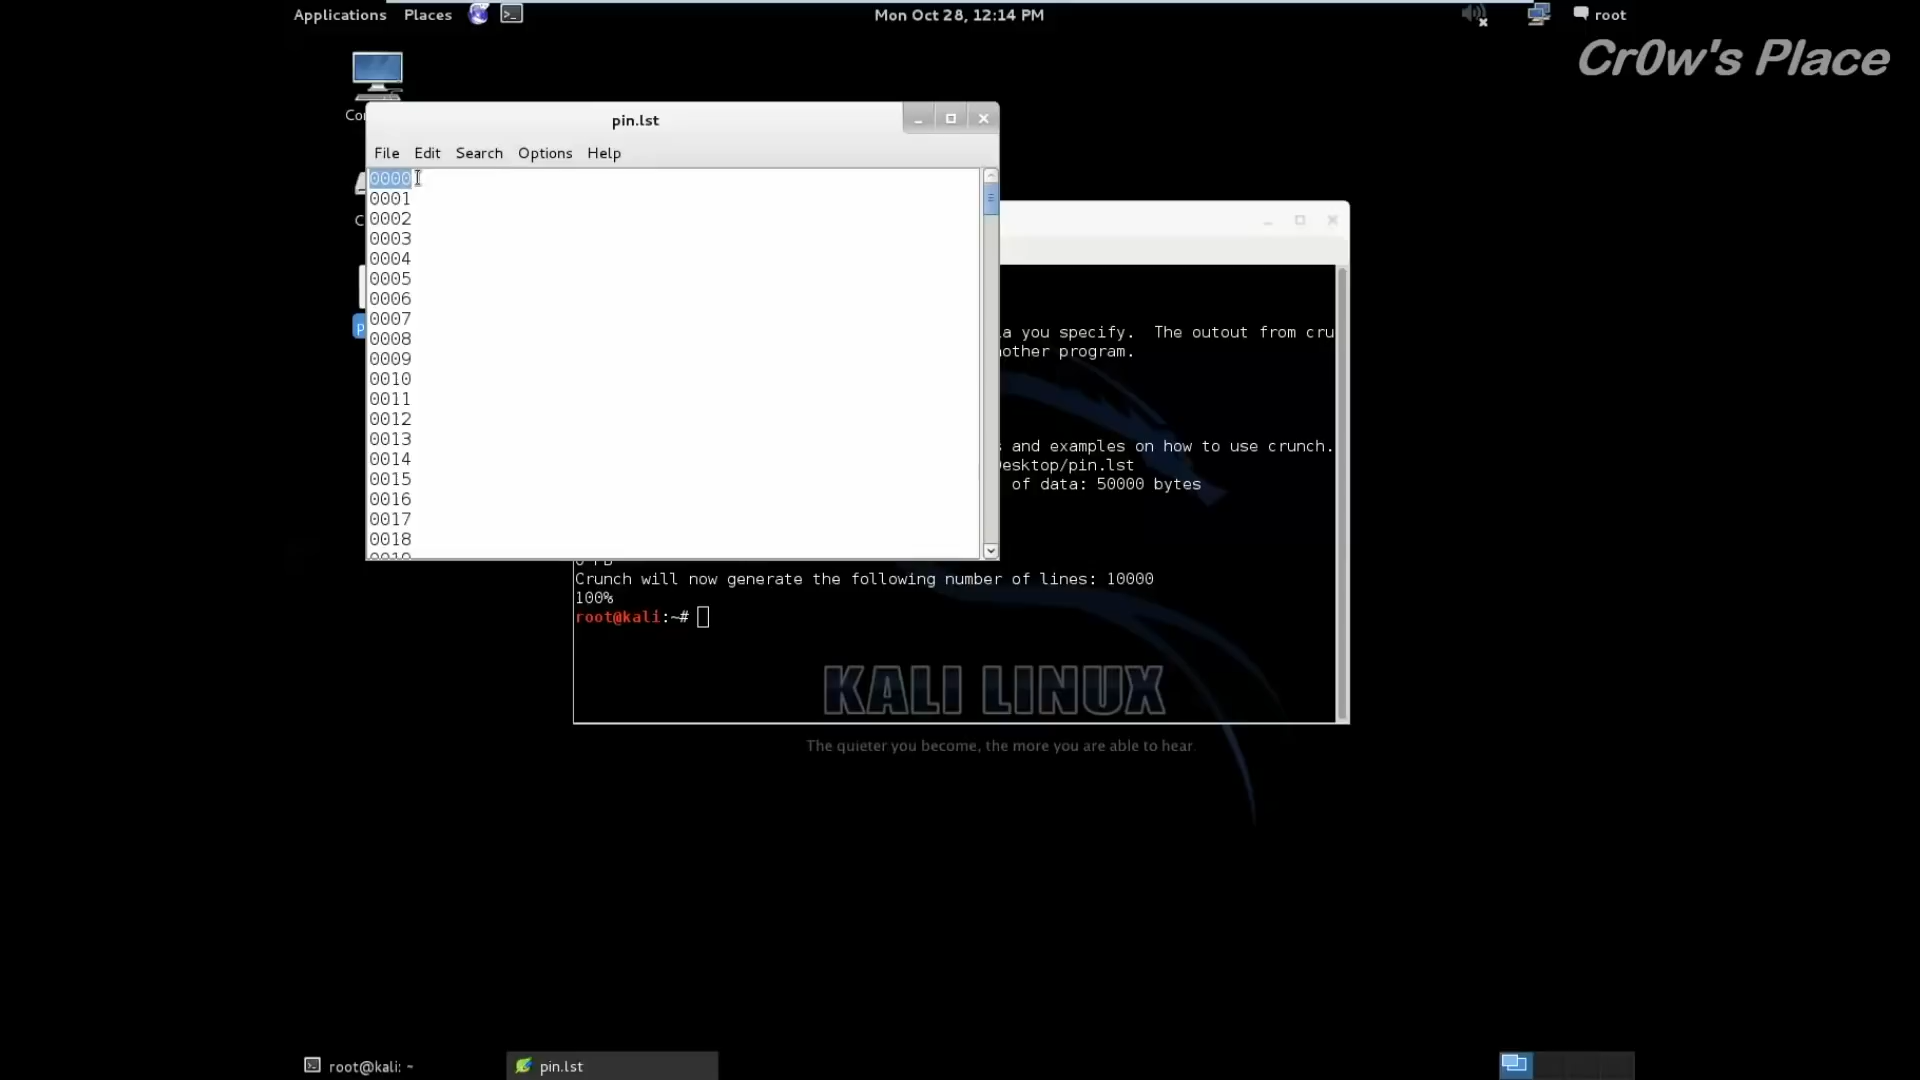 Applications Places Mon Oct 28, 12:14 PM root
Cr0w's Place
pin.lst
File Edit Search Options Help
0000
0001
0002
0003
0004
0005
0006
0007
0008
0009
0010
0011
0012
0013
0014
0015
0016
0017
0018
0019
you specify. The outout from cru
other program.
and examples on how to use crunch.
esktop/pin.lst
of data: 50000 bytes
Crunch will now generate the following number of lines: 10000
100%
root@kali:~#
KALI LINUX
The quieter you become, the more you are able to hear.
root@kali: ~ pin.lst